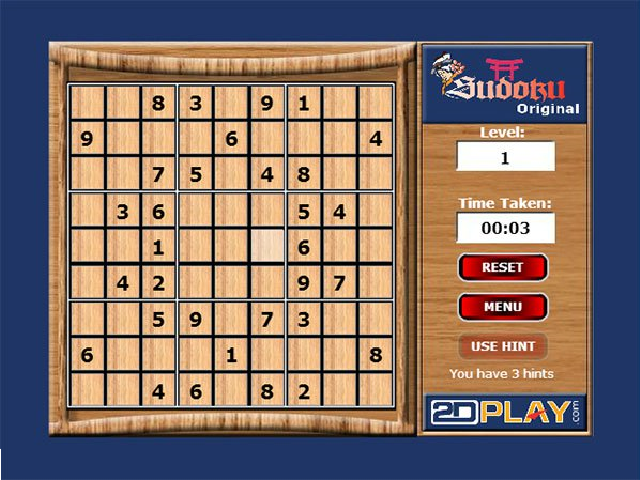 8 3 9 1
9 6 4
7 5 4 8
3 6 5 4
1 6
4 2 9 7
5 9 7 3
6 1 8
4 6 8 2
Sudoku
Original
Level:
1
Time Taken:
00:03
RESET
MENU
USE HINT
You have 3 hints
2DPLAY.com